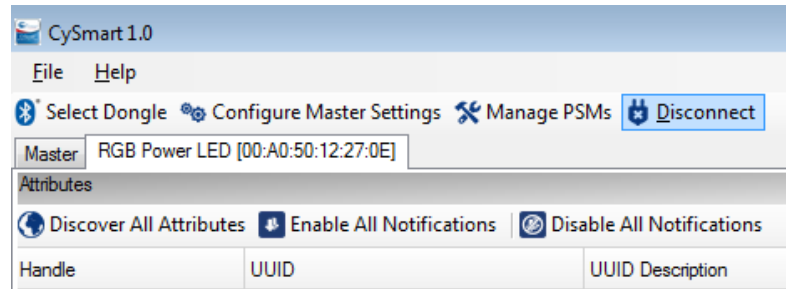 CySmart 1.0
File Help
Select Dongle Configure Master Settings Manage PSMs Disconnect
Master RGB Power LED [00:A0:50:12:27:0E]
Attributes
Discover All Attributes Enable All Notifications Disable All Notifications
Handle UUID UUID Description